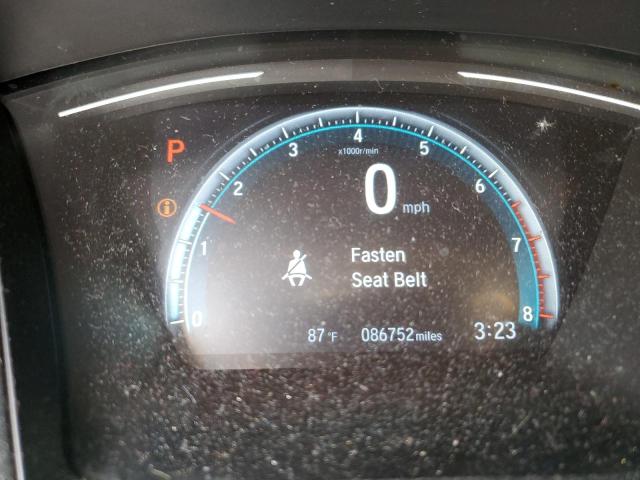 P
x1000r/min
0 1 2 3 4 5 6 7 8
0 mph
Fasten
Seat Belt
87 °F 086752 miles 3:23